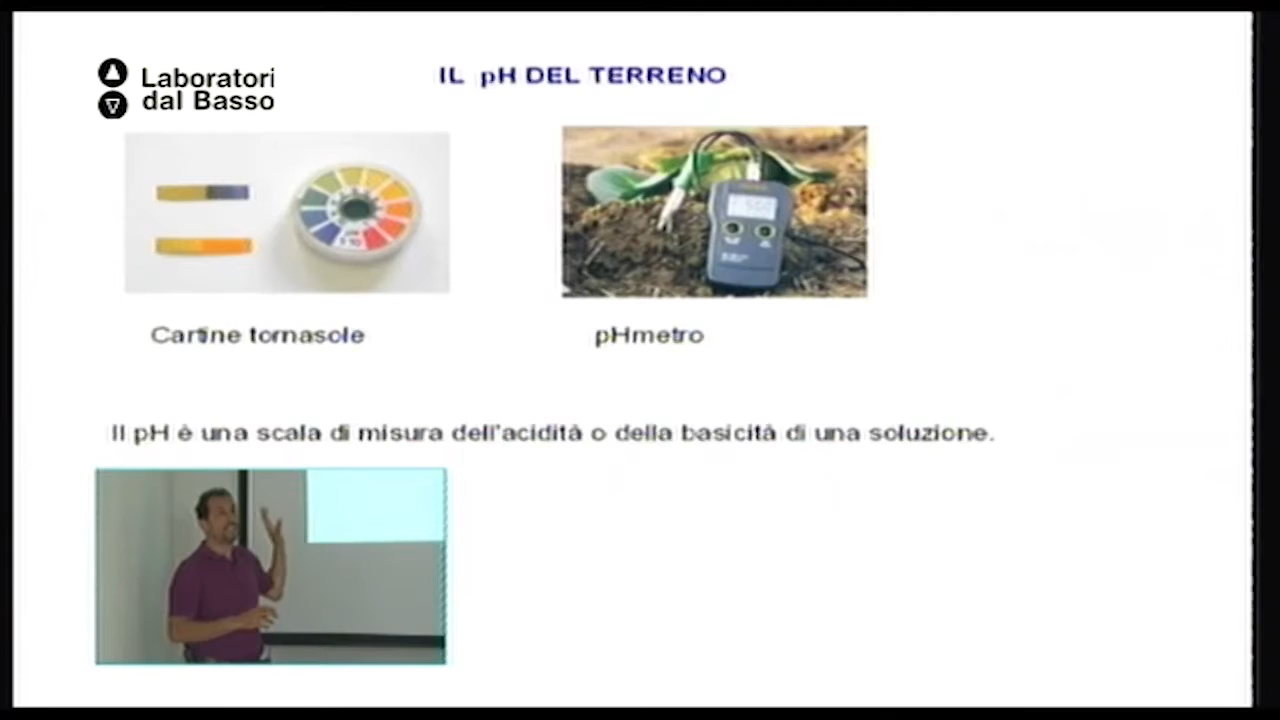 Laboratori
dal Basso
IL pH DEL TERRENO
Cartine tornasole
pHmetro
Il pH è una scala di misura dell'acidità o della basicità di una soluzione.